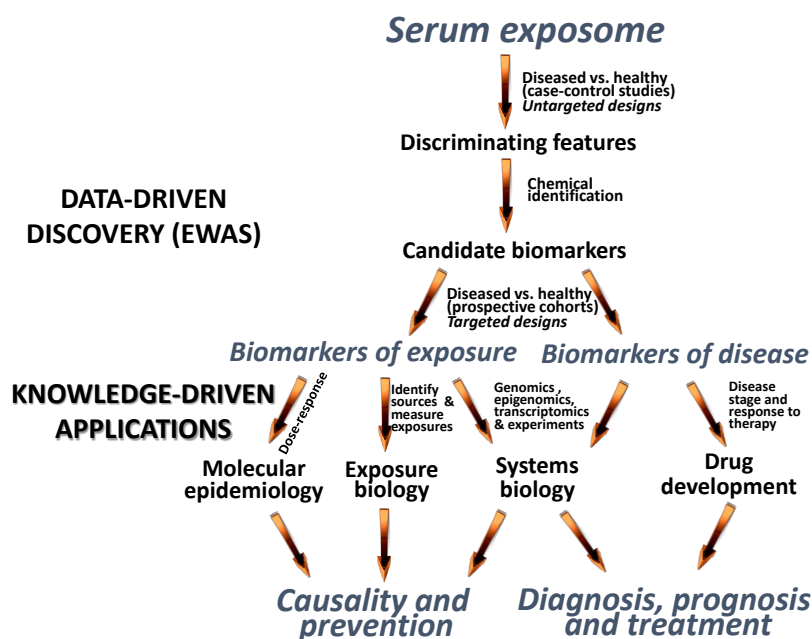 Serum exposome
Diseased vs. healthy
(case-control studies)
Untargeted designs
Discriminating features
Chemical
identification
DATA-DRIVEN
DISCOVERY (EWAS)
Candidate biomarkers
Diseased vs. healthy
(prospective cohorts)
Targeted designs
Biomarkers of exposure
Biomarkers of disease
KNOWLEDGE-DRIVEN
APPLICATIONS
Dose-response
Identify
sources &
measure
exposures
Genomics ,
epigenomics,
transcriptomics
& experiments
Disease
stage and
response to
therapy
Molecular
epidemiology
Exposure
biology
Systems
biology
Drug
development
Causality and
prevention
Diagnosis, prognosis
and treatment